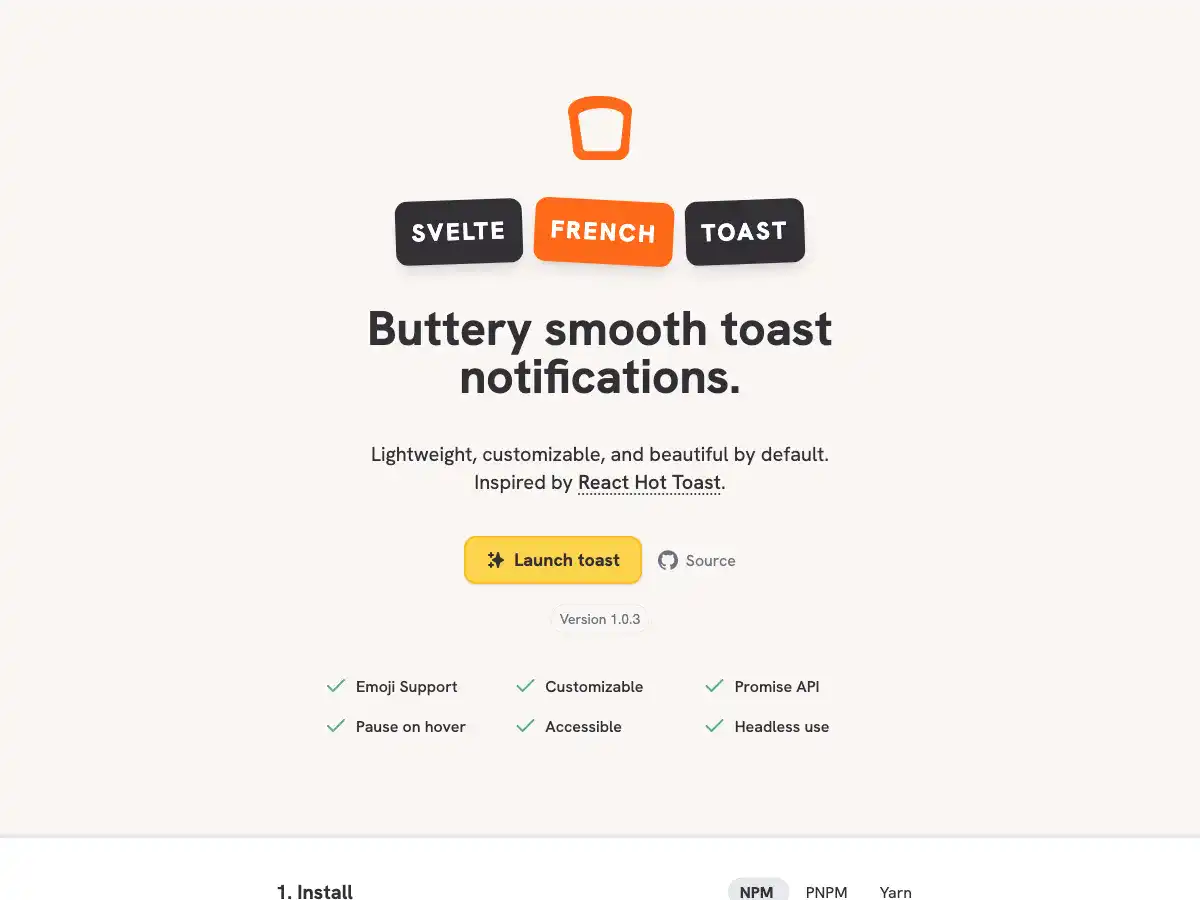 SVELTE FRENCH TOAST
Buttery smooth toast
notifications.
Lightweight, customizable, and beautiful by default.
Inspired by React Hot Toast.
Launch toast Source
Version 1.0.3
Emoji Support Customizable Promise API
Pause on hover Accessible Headless use
1. Install NPM PNPM Yarn